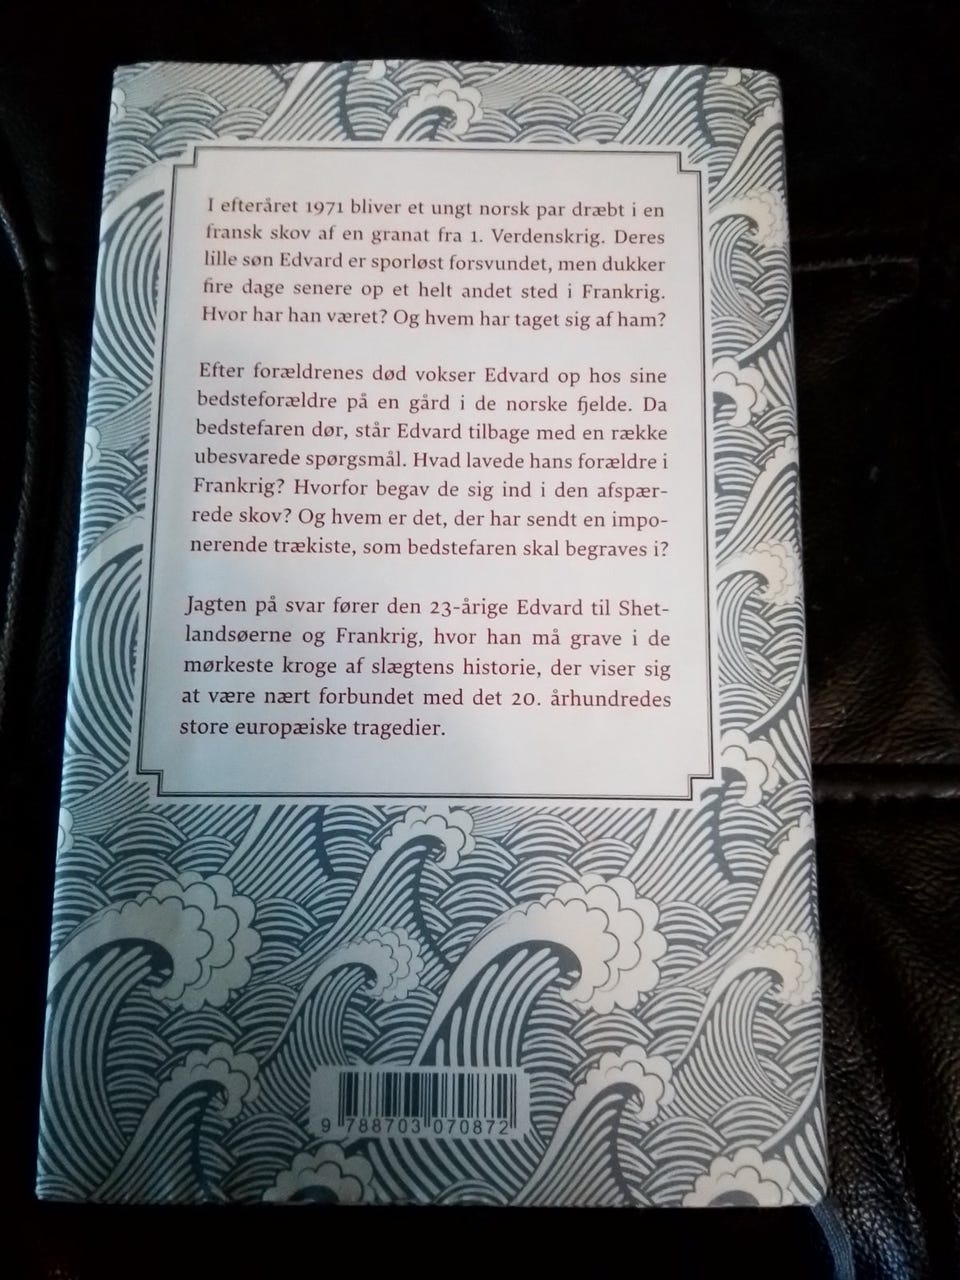 I efteråret 1971 bliver et ungt norsk par dræbt i en
fransk skov af en granat fra 1. Verdenskrig. Deres
lille søn Edvard er sporløst forsvundet, men dukker
fire dage senere op et helt andet sted i Frankrig.
Hvor har han været? Og hvem har taget sig af ham?
Efter forældrenes død vokser Edvard op hos sine
bedsteforældre på en gård i de norske fjelde. Da
bedstefaren dør, står Edvard tilbage med en række
ubesvarede spørgsmål. Hvad lavede hans forældre i
Frankrig? Hvorfor begav de sig ind i den afspær-
rede skov? Og hvem er det, der har sendt en impo-
nerende trækiste, som bedstefaren skal begraves i?
Jagten på svar fører den 23-årige Edvard til Shet-
landsøerne og Frankrig, hvor han må grave i de
mørkeste kroge af slægtens historie, der viser sig
at være nært forbundet med det 20. århundredes
store europæiske tragedier.
9 788703 070872